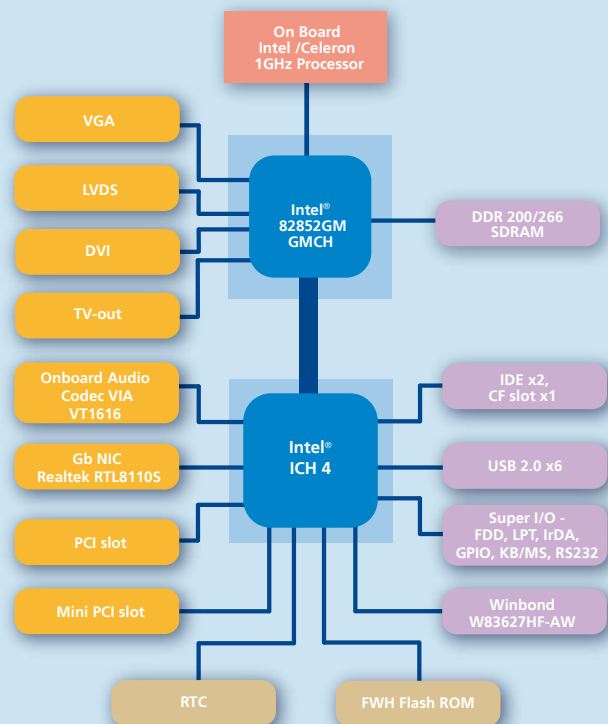 On Board
Intel /Celeron
1GHz Processor
VGA
LVDS
DVI
TV-out
Intel®
82852GM
GMCH
DDR 200/266
SDRAM
Onboard Audio
Codec VIA
VT1616
Gb NIC
Realtek RTL8110S
PCI slot
Mini PCI slot
Intel®
ICH 4
IDE x2,
CF slot x1
USB 2.0 x6
Super I/O -
FDD, LPT, IrDA,
GPIO, KB/MS, RS232
Winbond
W83627HF-AW
RTC
FWH Flash ROM